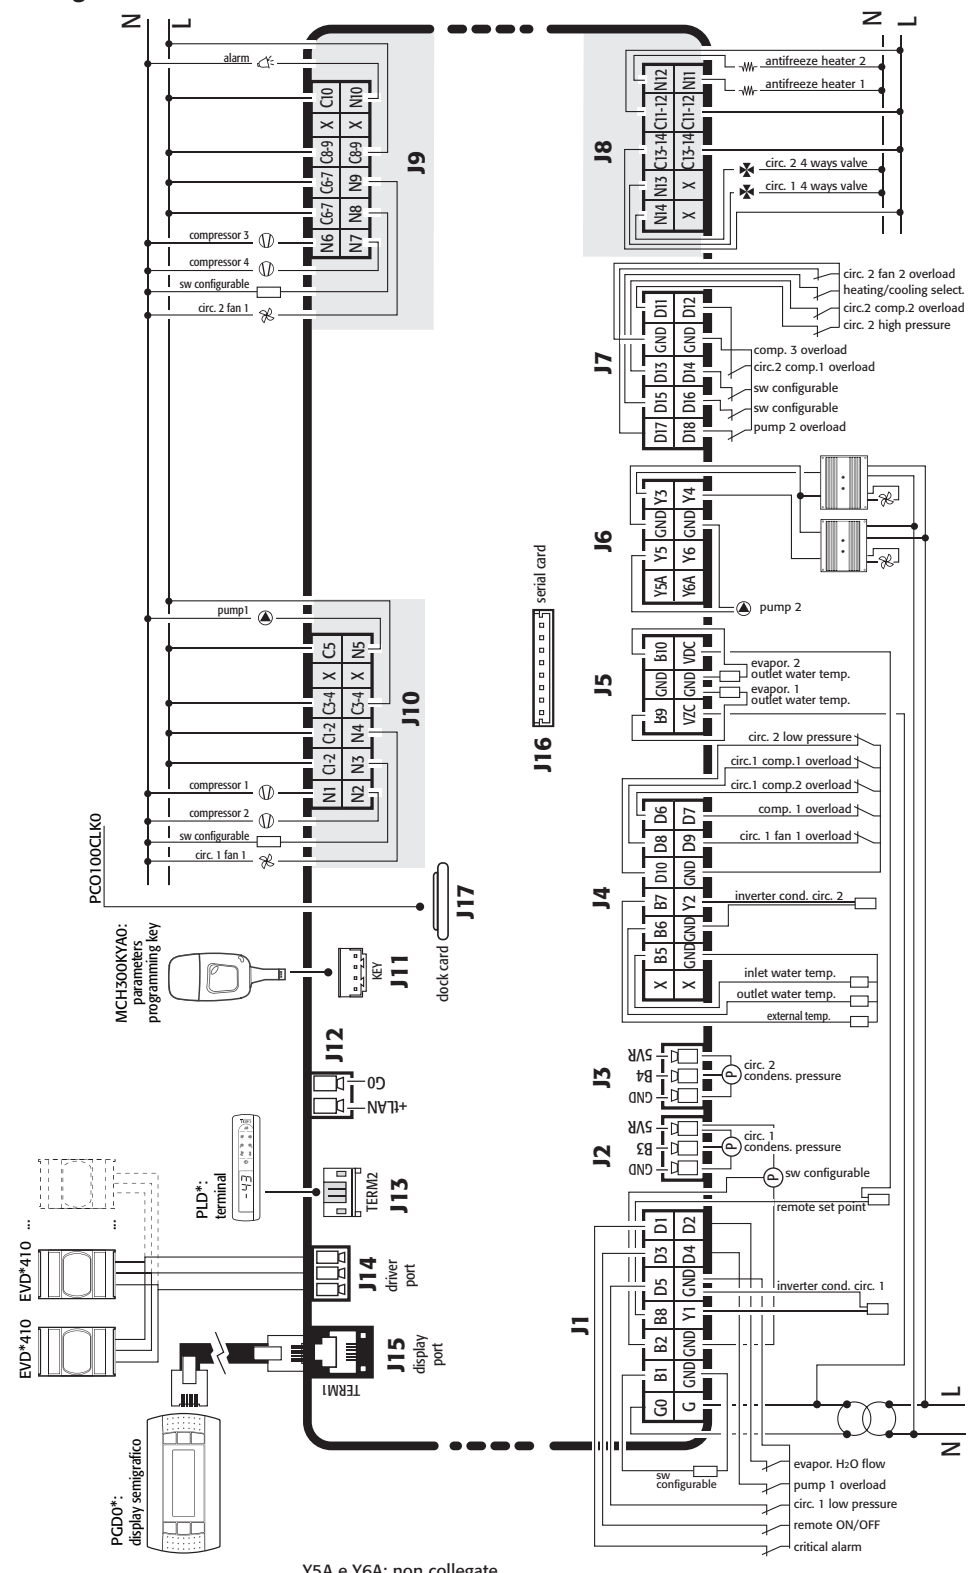 N
L
alarm
C10
N10
X
X
C8-9
C8-9
C6-7
N9
C6-7
N8
N6
N7
J9
compressor 3
compressor 4
sw configurable
circ. 2 fan 1
N
L
antifreeze heater 2
antifreeze heater 1
N12
N11
C11-12
C11-12
C13-14
C13-14
N13
X
N14
X
J8
circ. 2 4 ways valve
circ. 1 4 ways valve
circ. 2 fan 2 overload
heating/cooling select.
circ.2 comp.2 overload
circ. 2 high pressure
D11
D12
GND
GND
D13
D14
D15
D16
D17
D18
J7
comp. 3 overload
circ.2 comp.1 overload
sw configurable
sw configurable
pump 2 overload
Y3
Y4
GND
GND
Y5
Y6
Y5A
Y6A
J6
pump 2
serial card
J16
pump1
C5
N5
X
X
C3-4
C3-4
C1-2
N4
C1-2
N3
N1
N2
J10
compressor 1
compressor 2
sw configurable
circ. 1 fan 1
B10
VDC
GND
GND
B9
VZC
J5
evapor. 2
outlet water temp.
evapor. 1
outlet water temp.
circ. 2 low pressure
circ.1 comp.1 overload
circ.1 comp.2 overload
comp. 1 overload
circ. 1 fan 1 overload
D6
D7
D8
D9
D10
GND
B7
Y2
B6
GND
B5
GND
X
X
J4
inverter cond. circ. 2
inlet water temp.
outlet water temp.
external temp.
PCO100CLK0
J17
clock card
MCH300KYA0:
parameters
programming key
KEY
J11
J12
G0
+tLAN
PLD*:
terminal
TERM2
J13
5VR
B4
GND
J3
circ. 2
condens. pressure
5VR
B3
GND
J2
circ. 1
condens. pressure
P
P
P
sw configurable
remote set point
...
...
EVD*410
EVD*410
J14
driver
port
J15
display
port
TERM1
PGD0*:
display semigrafico
D1
D2
D3
D4
D5
GND
B8
Y1
B2
GND
B1
GND
G0
G
J1
inverter cond. circ. 1
sw
configurable
evapor. H2O flow
pump 1 overload
circ. 1 low pressure
remote ON/OFF
critical alarm
L
N
Y5A e Y6A: non collegate